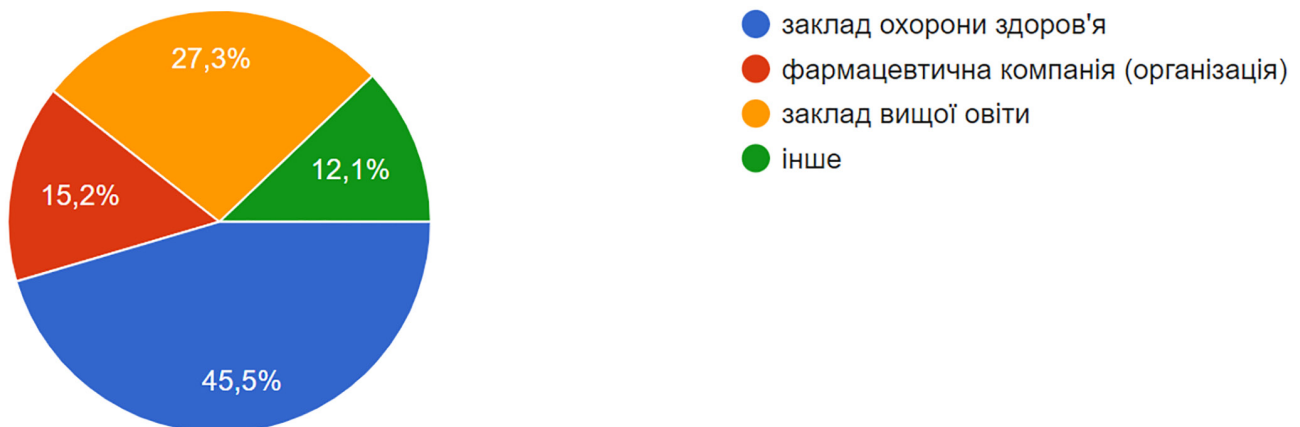 27,3%
12,1%
15,2%
45,5%
заклад охорони здоров'я
фармацевтична компанія (організація)
заклад вищої овіти
інше